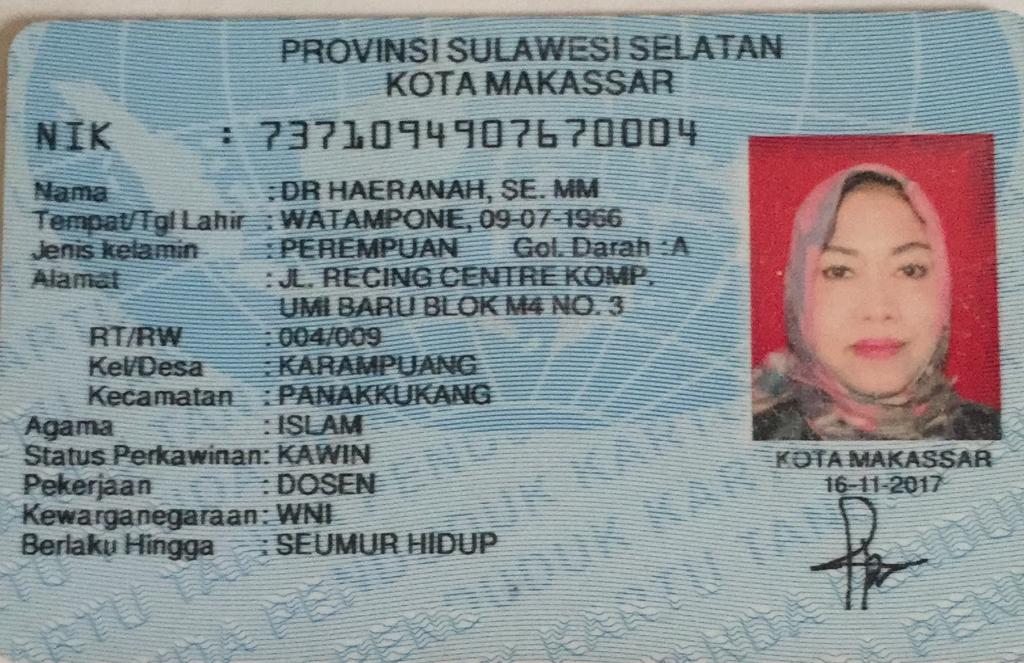 PROVINSI SULAWESI SELATAN
KOTA MAKASSAR
NIK : 7371094907670004
Nama : DR HAERANAH, SE. MM
Tempat/Tgl Lahir : WATAMPONE, 09-07-1966
Jenis kelamin : PEREMPUAN Gol. Darah :A
Alamat : JL. RECING CENTRE KOMP.
UMI BARU BLOK M4 NO. 3
RT/RW : 004/009
Kel/Desa : KARAMPUANG
Kecamatan : PANAKKUKANG
Agama : ISLAM
Status Perkawinan: KAWIN
Pekerjaan : DOSEN
Kewarganegaraan: WNI
Berlaku Hingga : SEUMUR HIDUP
KOTA MAKASSAR
16-11-2017